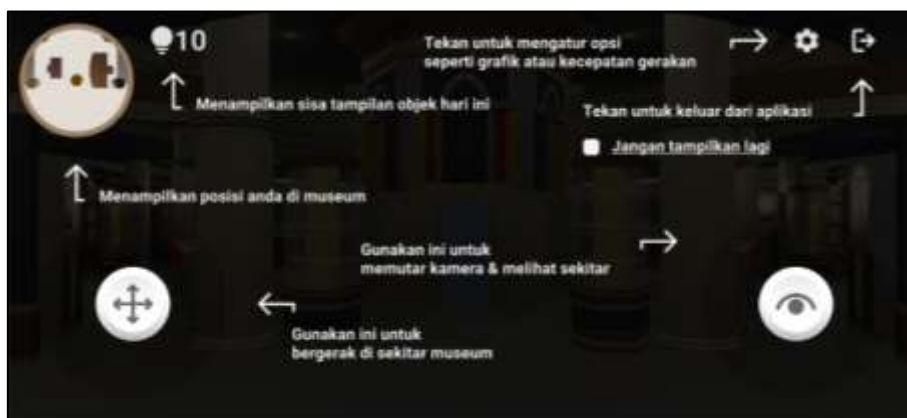 10
Tekan untuk mengatur opsi
seperti grafik atau kecepatan gerakan
Menampilkan sisa tampilan objek hari ini
Tekan untuk keluar dari aplikasi
Jangan tampilkan lagi
Menampilkan posisi anda di museum
Gunakan ini untuk
memutar kamera & melihat sekitar
Gunakan ini untuk
bergerak di sekitar museum